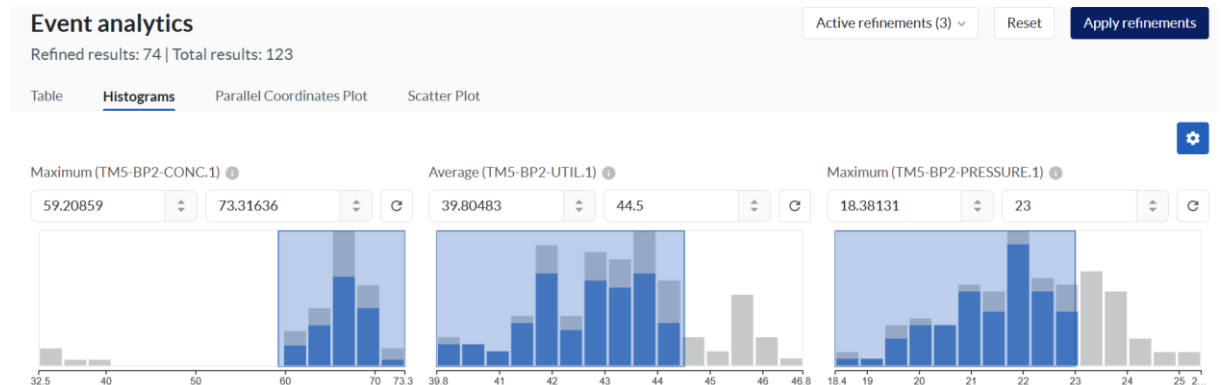 Event analytics
Active refinements (3)
Reset
Apply refinements
Refined results: 74 | Total results: 123
Table
Histograms
Parallel Coordinates Plot
Scatter Plot
Maximum (TM5-BP2-CONC.1)
59.20859
73.31636
32.5 40 50 60 70 73.3
Average (TM5-BP2-UTIL.1)
39.80483
44.5
39.8 41 42 43 44 45 46 46.8
Maximum (TM5-BP2-PRESSURE.1)
18.38131
23
18.4 19 20 21 22 23 24 25 2...